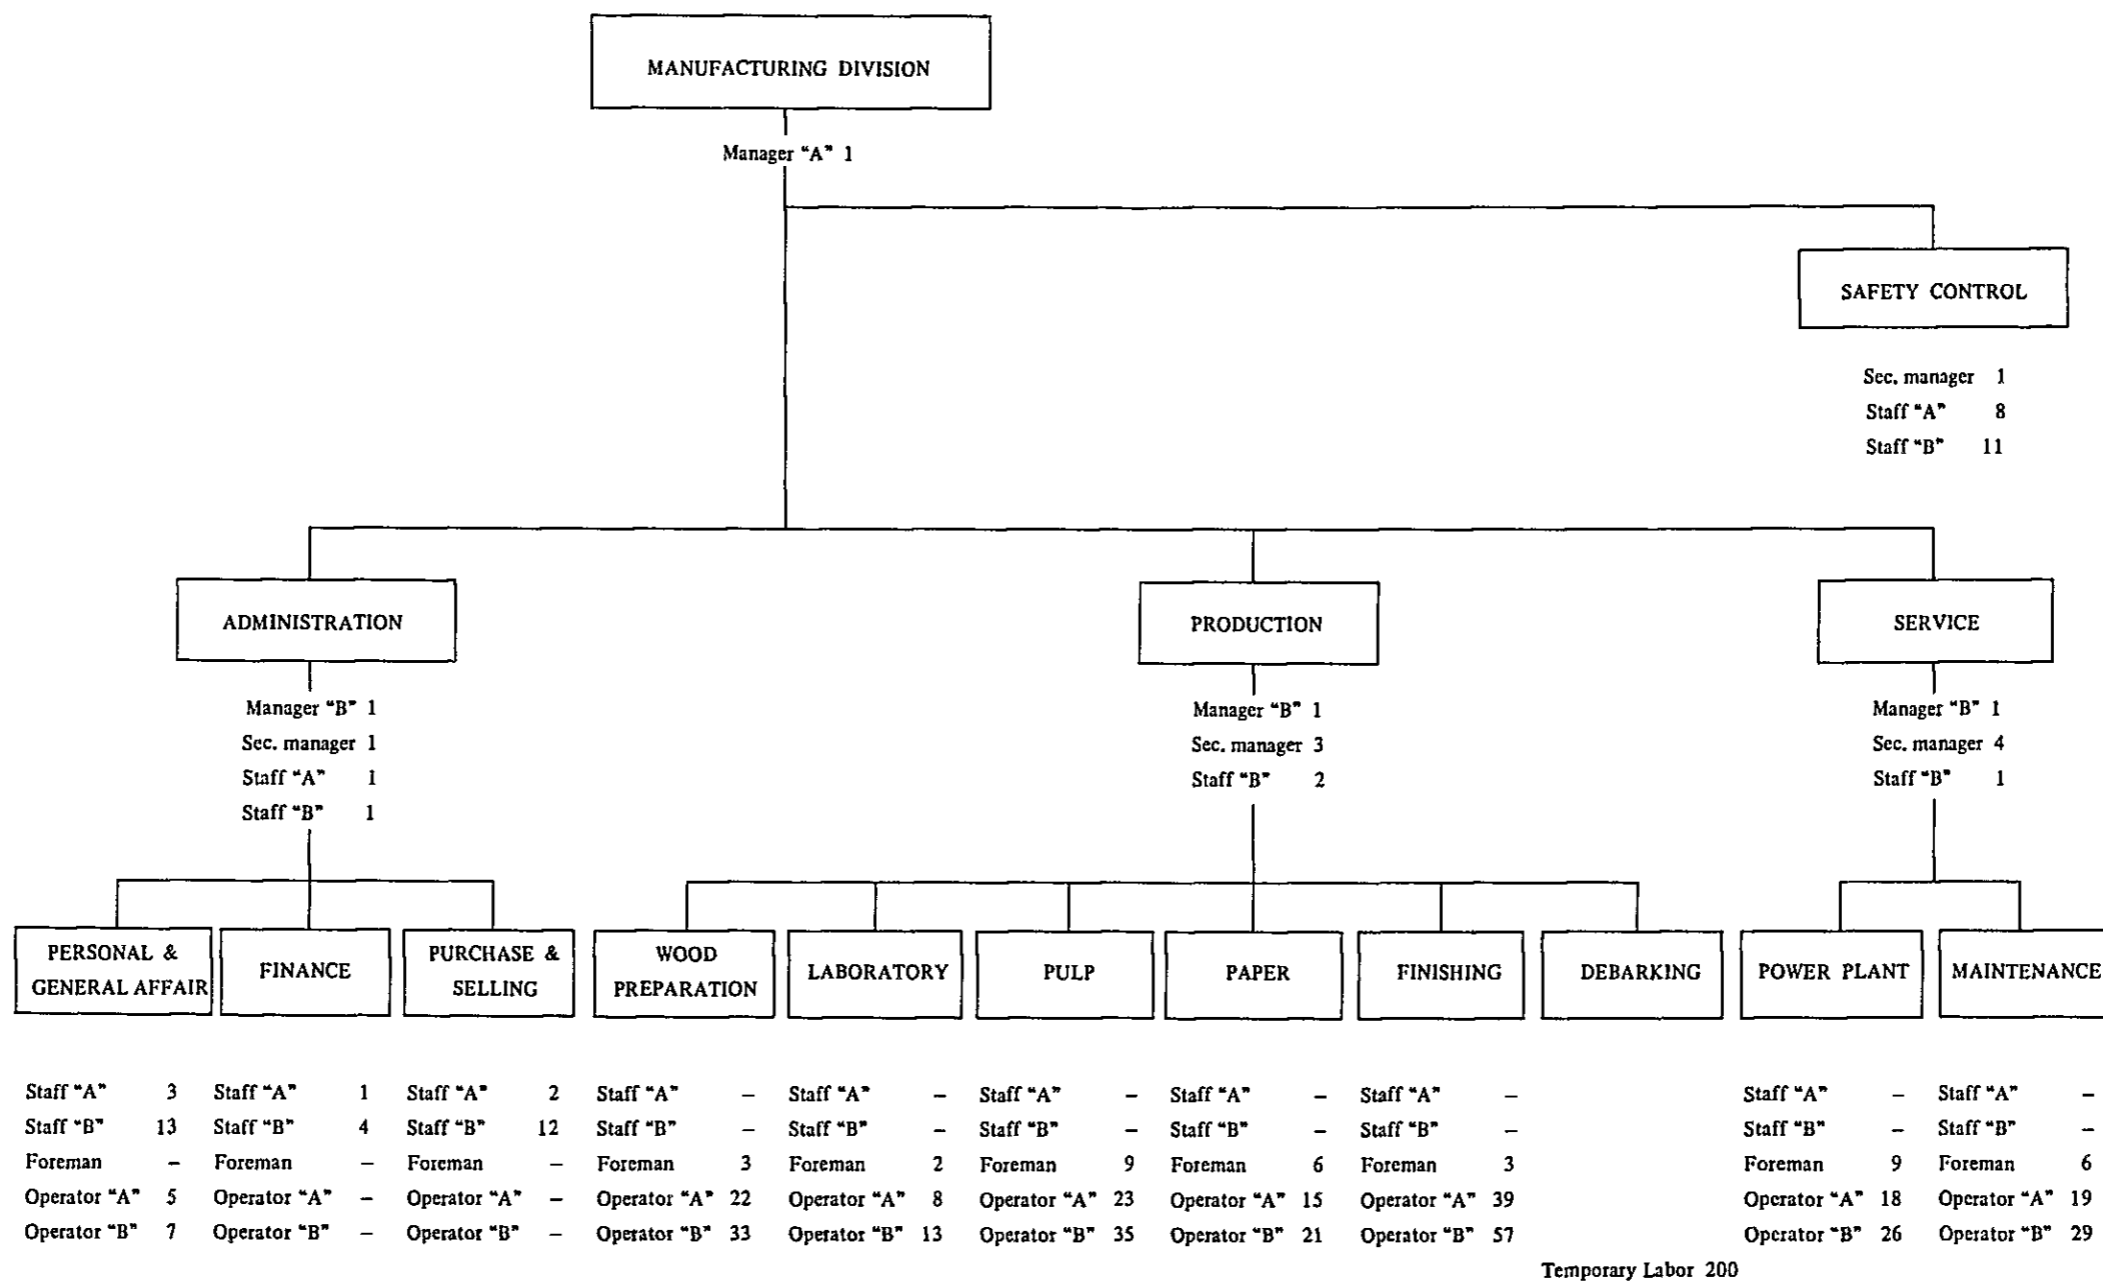 MANUFACTURING DIVISION
Manager "A" 1
SAFETY CONTROL
Sec. manager 1
Staff "A" 8
Staff "B" 11
ADMINISTRATION
Manager "B" 1
Sec. manager 1
Staff "A" 1
Staff "B" 1
PRODUCTION
Manager "B" 1
Sec. manager 3
Staff "B" 2
SERVICE
Manager "B" 1
Sec. manager 4
Staff "B" 1
PERSONAL &
GENERAL AFFAIR
FINANCE
PURCHASE &
SELLING
WOOD
PREPARATION
LABORATORY
PULP
PAPER
FINISHING
DEBARKING
POWER PLANT
MAINTENANCE
Staff "A" 3 Staff "A" 1 Staff "A" 2 Staff "A" – Staff "A" – Staff "A" – Staff "A" – Staff "A" – Staff "A" – Staff "A" –
Staff "B" 13 Staff "B" 4 Staff "B" 12 Staff "B" – Staff "B" – Staff "B" – Staff "B" – Staff "B" – Staff "B" – Staff "B" –
Foreman – Foreman – Foreman – Foreman 3 Foreman 2 Foreman 9 Foreman 6 Foreman 3 Foreman 9 Foreman 6
Operator "A" 5 Operator "A" – Operator "A" – Operator "A" 22 Operator "A" 8 Operator "A" 23 Operator "A" 15 Operator "A" 39 Operator "A" 18 Operator "A" 19
Operator "B" 7 Operator "B" – Operator "B" – Operator "B" 33 Operator "B" 13 Operator "B" 35 Operator "B" 21 Operator "B" 57 Operator "B" 26 Operator "B" 29
Temporary Labor 200